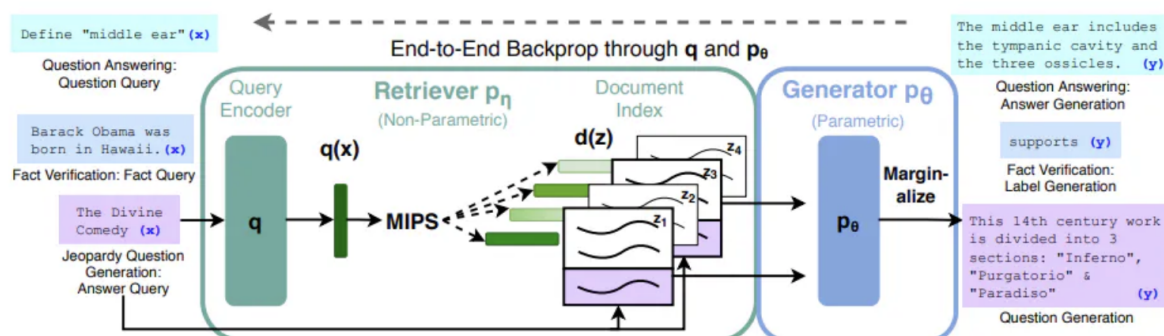 End-to-End Backprop through q and pθ
Define "middle ear"(x)
Question Answering:
Question Query
Barack Obama was
born in Hawaii.(x)
Fact Verification: Fact Query
The Divine
Comedy (x)
Jeopardy Question
Generation:
Answer Query
Query
Encoder
q
q(x)
Retriever pη
(Non-Parametric)
MIPS
Document
Index
d(z)
z4
z3
z2
z1
Generator pθ
(Parametric)
pθ
Margin-
alize
The middle ear includes
the tympanic cavity and
the three ossicles. (y)
Question Answering:
Answer Generation
supports (y)
Fact Verification:
Label Generation
This 14th century work
is divided into 3
sections: "Inferno",
"Purgatorio" &
"Paradiso" (y)
Question Generation